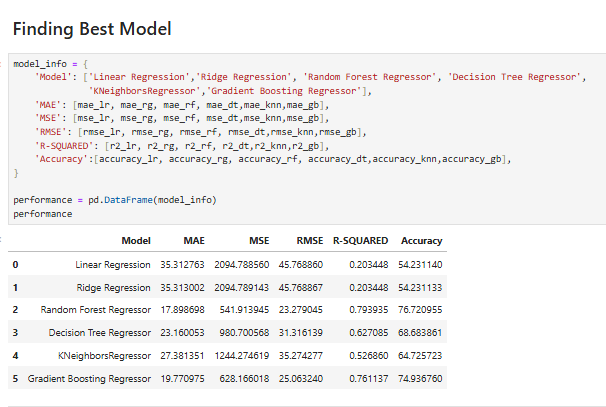 Finding Best Model
model_info = {
'Model': ['Linear Regression','Ridge Regression', 'Random Forest Regressor', 'Decision Tree Regressor',
'KNeighborsRegressor','Gradient Boosting Regressor'],
'MAE': [mae_lr, mae_rg, mae_rf, mae_dt,mae_knn,mae_gb],
'MSE': [mse_lr, mse_rg, mse_rf, mse_dt,mse_knn,mse_gb],
'RMSE': [rmse_lr, rmse_rg, rmse_rf, rmse_dt,rmse_knn,rmse_gb],
'R-SQUARED': [r2_lr, r2_rg, r2_rf, r2_dt,r2_knn,r2_gb],
'Accuracy':[accuracy_lr, accuracy_rg, accuracy_rf, accuracy_dt,accuracy_knn,accuracy_gb],
}
performance = pd.DataFrame(model_info)
performance
Model MAE MSE RMSE R-SQUARED Accuracy
0 Linear Regression 35.312763 2094.788560 45.768860 0.203448 54.231140
1 Ridge Regression 35.313002 2094.789143 45.768867 0.203448 54.231133
2 Random Forest Regressor 17.898698 541.913945 23.279045 0.793935 76.720955
3 Decision Tree Regressor 23.160053 980.700568 31.316139 0.627085 68.683861
4 KNeighborsRegressor 27.381351 1244.274619 35.274277 0.526860 64.725723
5 Gradient Boosting Regressor 19.770975 628.166018 25.063240 0.761137 74.936760